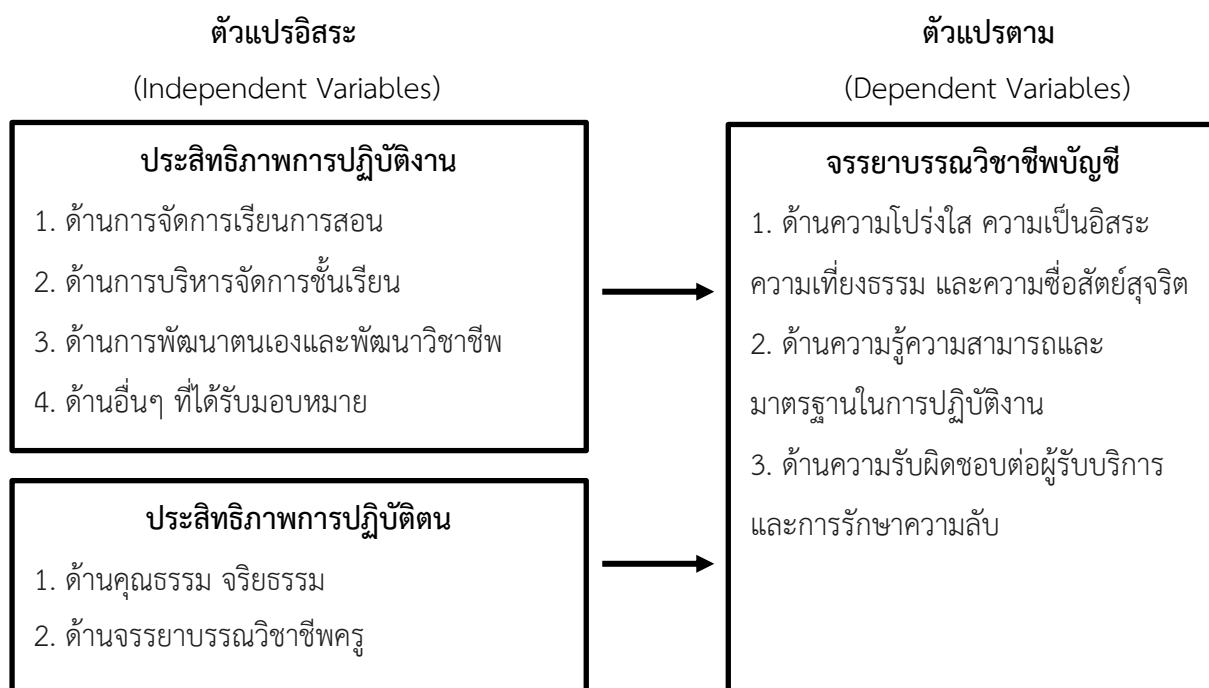 ตัวแปรอิสระ
(Independent Variables)
ประสิทธิภาพการปฏิบัติงาน
1. ด้านการจัดการเรียนการสอน
2. ด้านการบริหารจัดการชั้นเรียน
3. ด้านการพัฒนาตนเองและพัฒนาวิชาชีพ
4. ด้านอื่นๆ ที่ได้รับมอบหมาย
ประสิทธิภาพการปฏิบัติตน
1. ด้านคุณธรรม จริยธรรม
2. ด้านจรรยาบรรณวิชาชีพครู
ตัวแปรตาม
(Dependent Variables)
จรรยาบรรณวิชาชีพบัญชี
1. ด้านความโปร่งใส ความเป็นอิสระ
ความเที่ยงธรรม และความซื่อสัตย์สุจริต
2. ด้านความรู้ความสามารถและ
มาตรฐานในการปฏิบัติงาน
3. ด้านความรับผิดชอบต่อผู้รับบริการ
และการรักษาความลับ